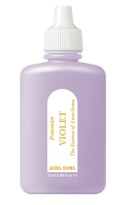 Pomander
VIOLET
The Essence of Aura-Soma
AURA-SOMA